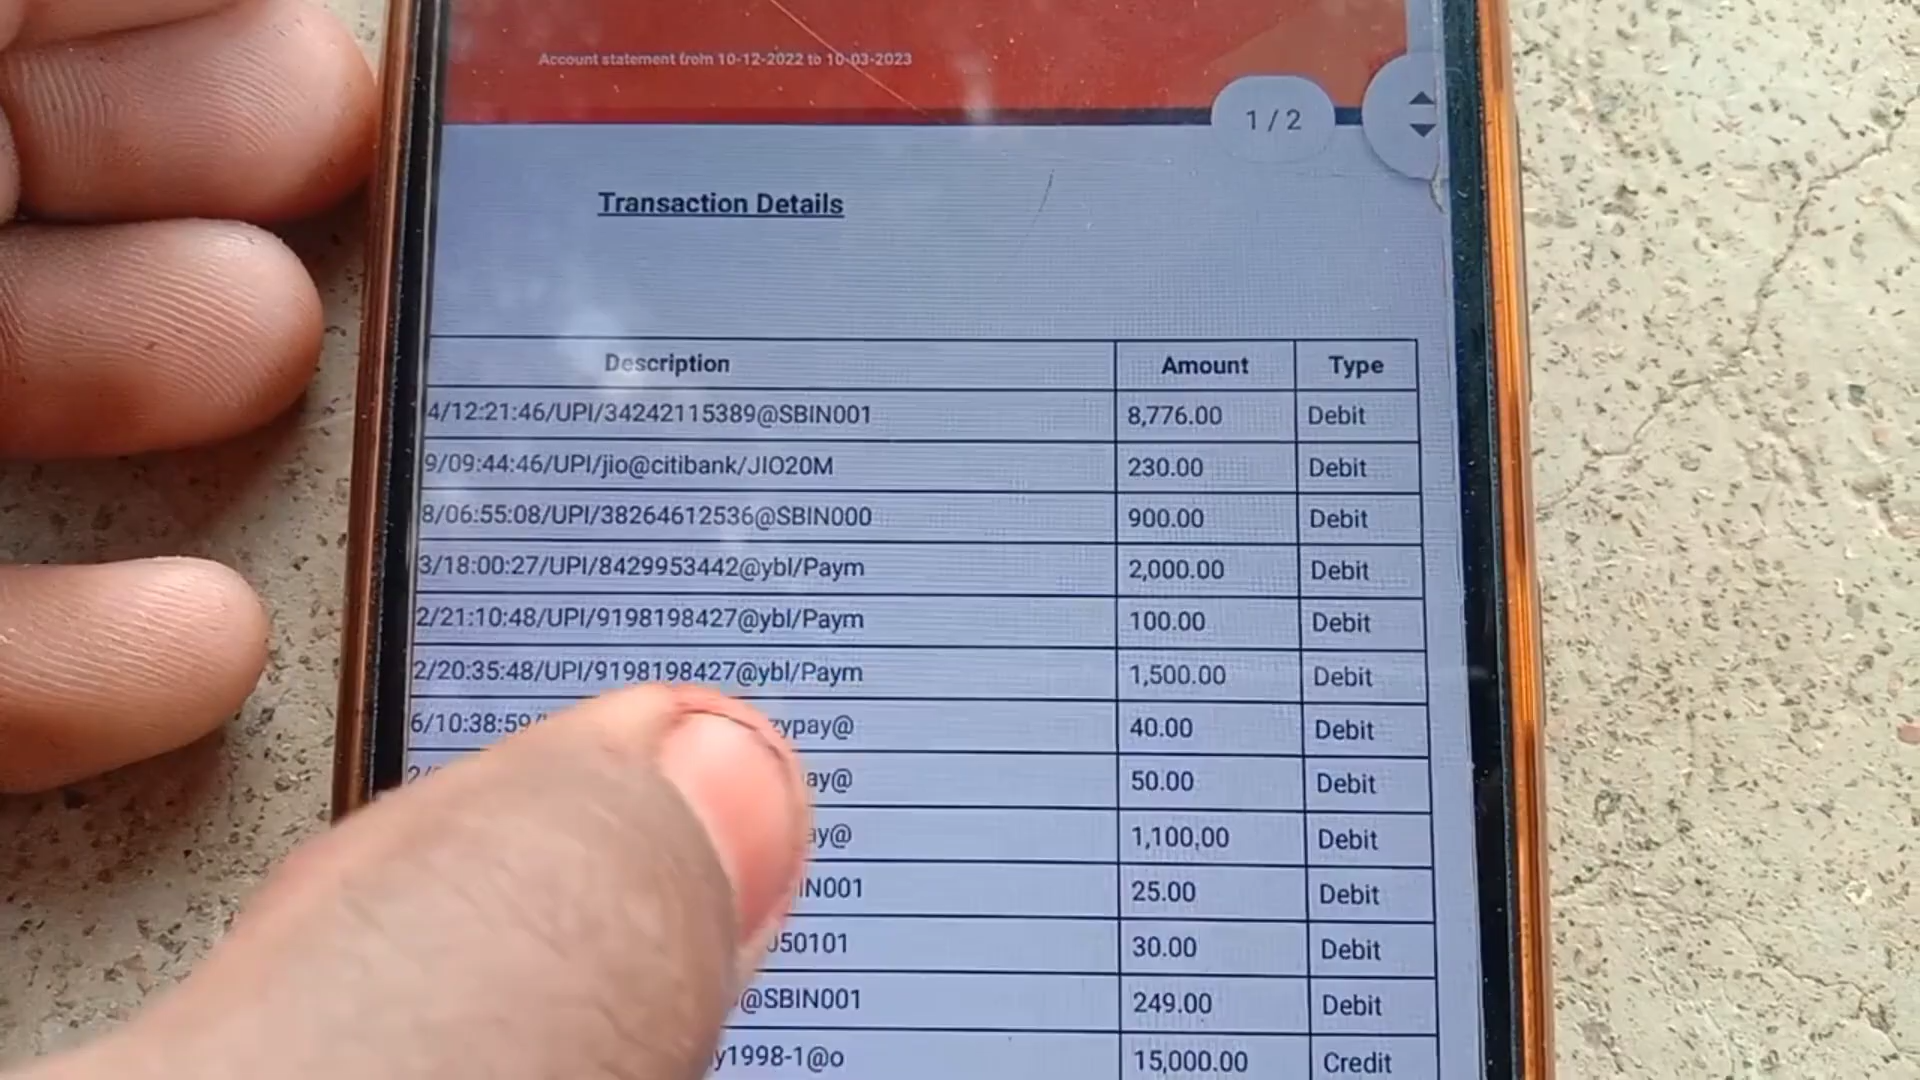 Account statement from 10-12-2022 to 10-03-2023
1 / 2
Transaction Details
Description Amount Type
4/12:21:46/UPI/34242115389@SBIN001 8,776.00 Debit
9/09:44:46/UPI/jio@citibank/JIO20M 230.00 Debit
8/06:55:08/UPI/38264612536@SBIN000 900.00 Debit
3/18:00:27/UPI/8429953442@ybl/Paym 2,000.00 Debit
2/21:10:48/UPI/9198198427@ybl/Paym 100.00 Debit
2/20:35:48/UPI/9198198427@ybl/Paym 1,500.00 Debit
6/10:38:59/ zypay@ 40.00 Debit
ay@ 50.00 Debit
ay@ 1,100.00 Debit
IN001 25.00 Debit
50101 30.00 Debit
@SBIN001 249.00 Debit
y1998-1@o 15,000.00 Credit